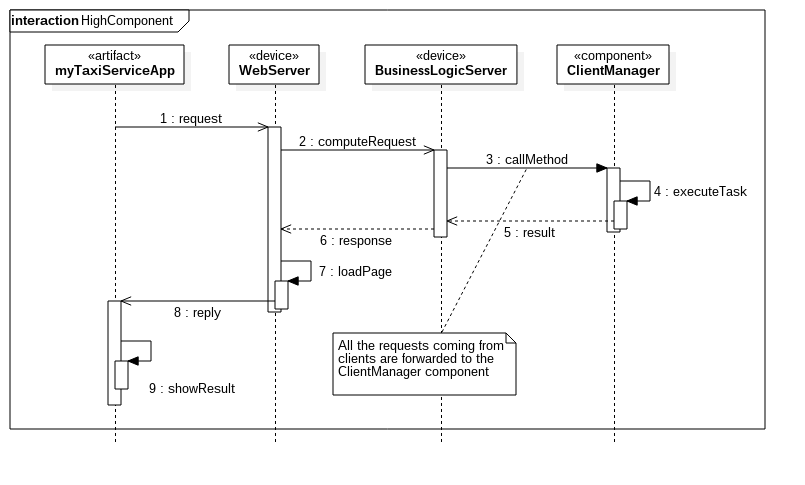 interaction HighComponent
«artifact»
myTaxiServiceApp
«device»
WebServer
«device»
BusinessLogicServer
«component»
ClientManager
1 : request
2 : computeRequest
3 : callMethod
4 : executeTask
5 : result
6 : response
7 : loadPage
8 : reply
All the requests coming from
clients are forwarded to the
ClientManager component
9 : showResult